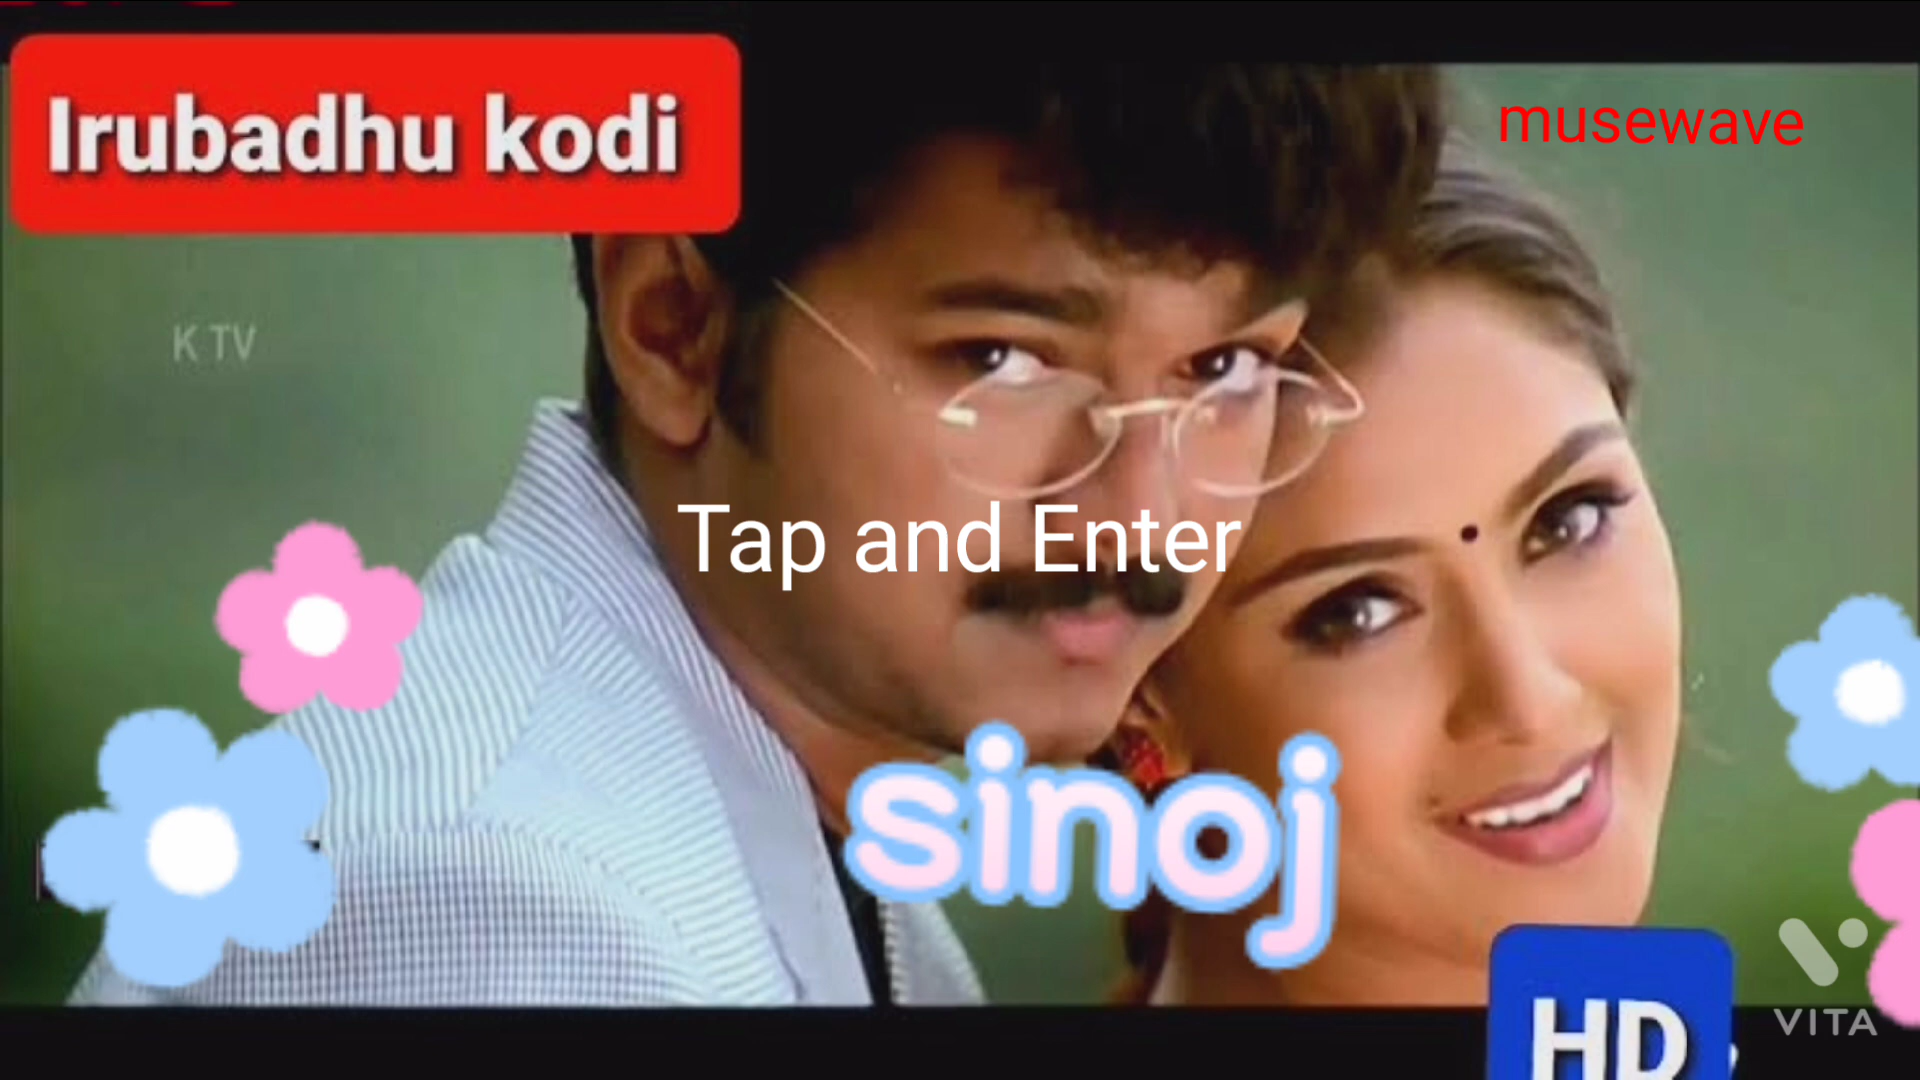 Irubadhu kodi
musewave
K TV
Tap and Enter
sinoj
HD
VITA